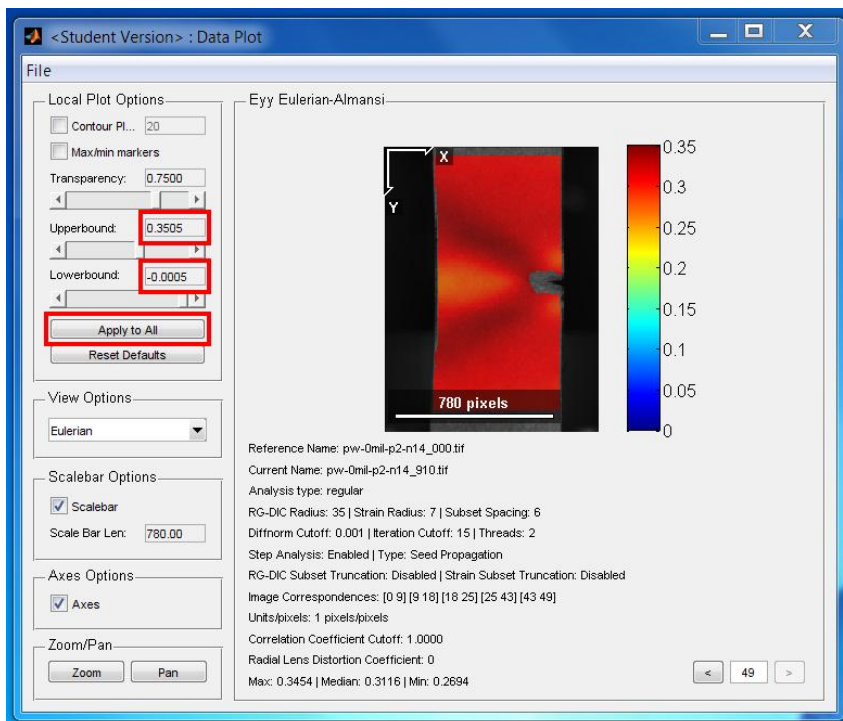 <Student Version> : Data Plot
File
Local Plot Options
Contour Pl... 20
Max/min markers
Transparency: 0.7500
Upperbound: 0.3505
Lowerbound: -0.0005
Apply to All
Reset Defaults
View Options
Eulerian
Scalebar Options
Scalebar
Scale Bar Len: 780.00
Axes Options
Axes
Zoom/Pan
Zoom Pan
Eyy Eulerian-Almansi
X
Y
780 pixels
0.35
0.3
0.25
0.2
0.15
0.1
0.05
0
Reference Name: pw-0mil-p2-n14_000.tif
Current Name: pw-0mil-p2-n14_910.tif
Analysis type: regular
RG-DIC Radius: 35 | Strain Radius: 7 | Subset Spacing: 6
Diffnorm Cutoff: 0.001 | Iteration Cutoff: 15 | Threads: 2
Step Analysis: Enabled | Type: Seed Propagation
RG-DIC Subset Truncation: Disabled | Strain Subset Truncation: Disabled
Image Correspondences: [0 9] [9 18] [18 25] [25 43] [43 49]
Units/pixels: 1 pixels/pixels
Correlation Coefficient Cutoff: 1.0000
Radial Lens Distortion Coefficient: 0
Max: 0.3454 | Median: 0.3116 | Min: 0.2694
< 49 >